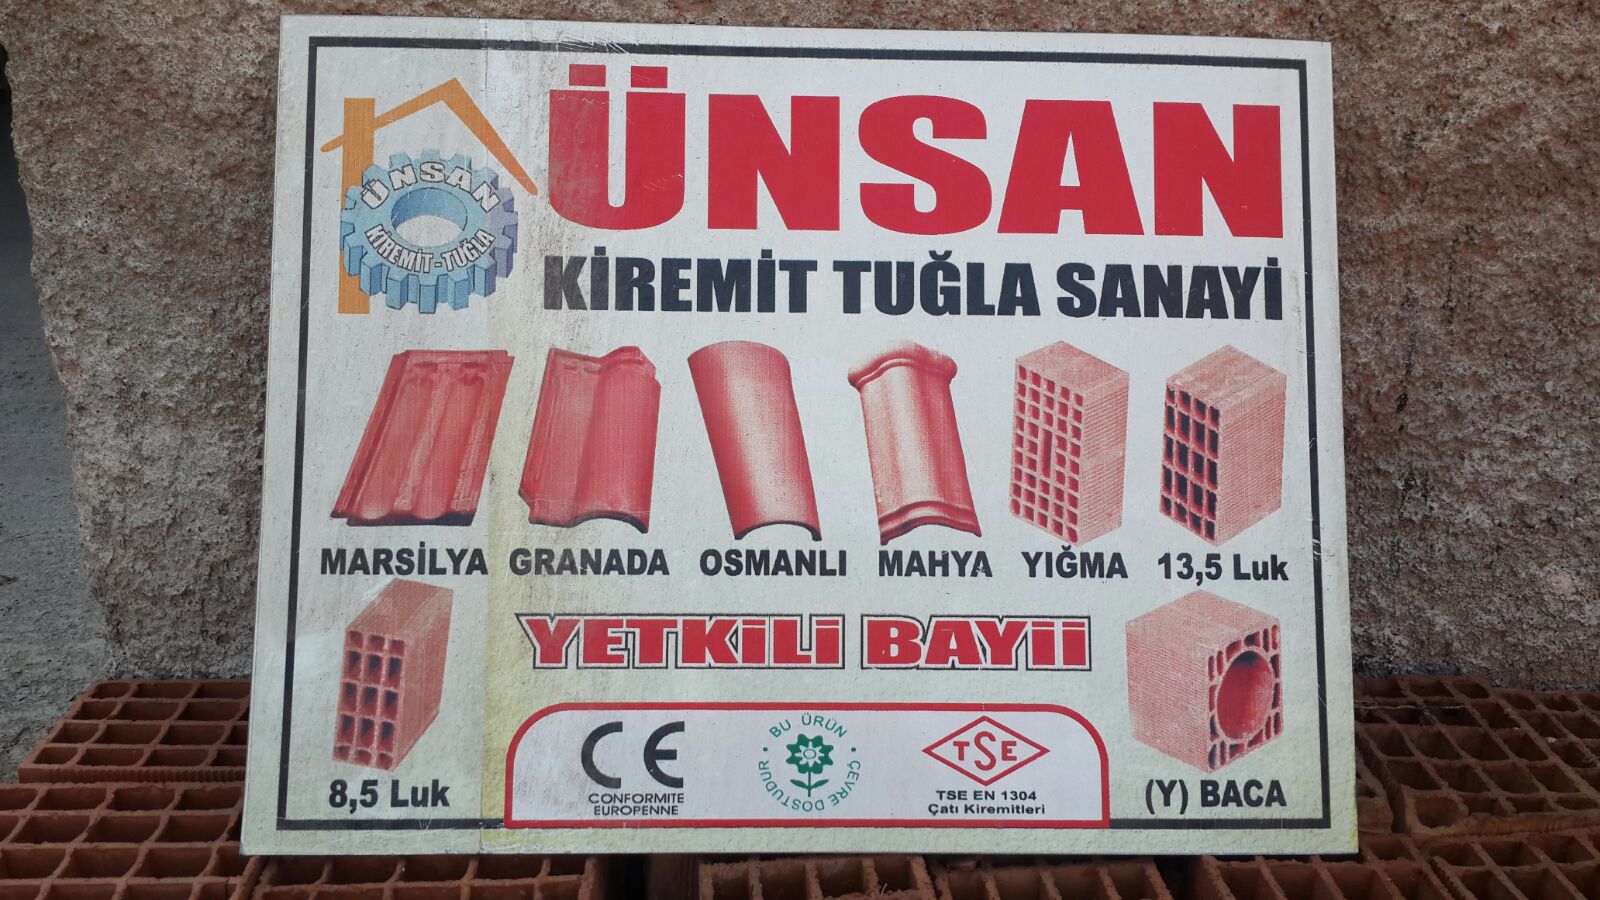 ÜNSAN
KİREMİT-TUĞLA
ÜNSAN
KİREMİT TUĞLA SANAYİ
MARSİLYA GRANADA OSMANLI MAHYA YIĞMA 13,5 Luk
YETKİLİ BAYİİ
8,5 Luk
CE
CONFORMITE
EUROPENNE
BU ÜRÜN ÇEVRE DOSTUDUR
TSE
TSE EN 1304
Çatı Kiremitleri
(Y) BACA